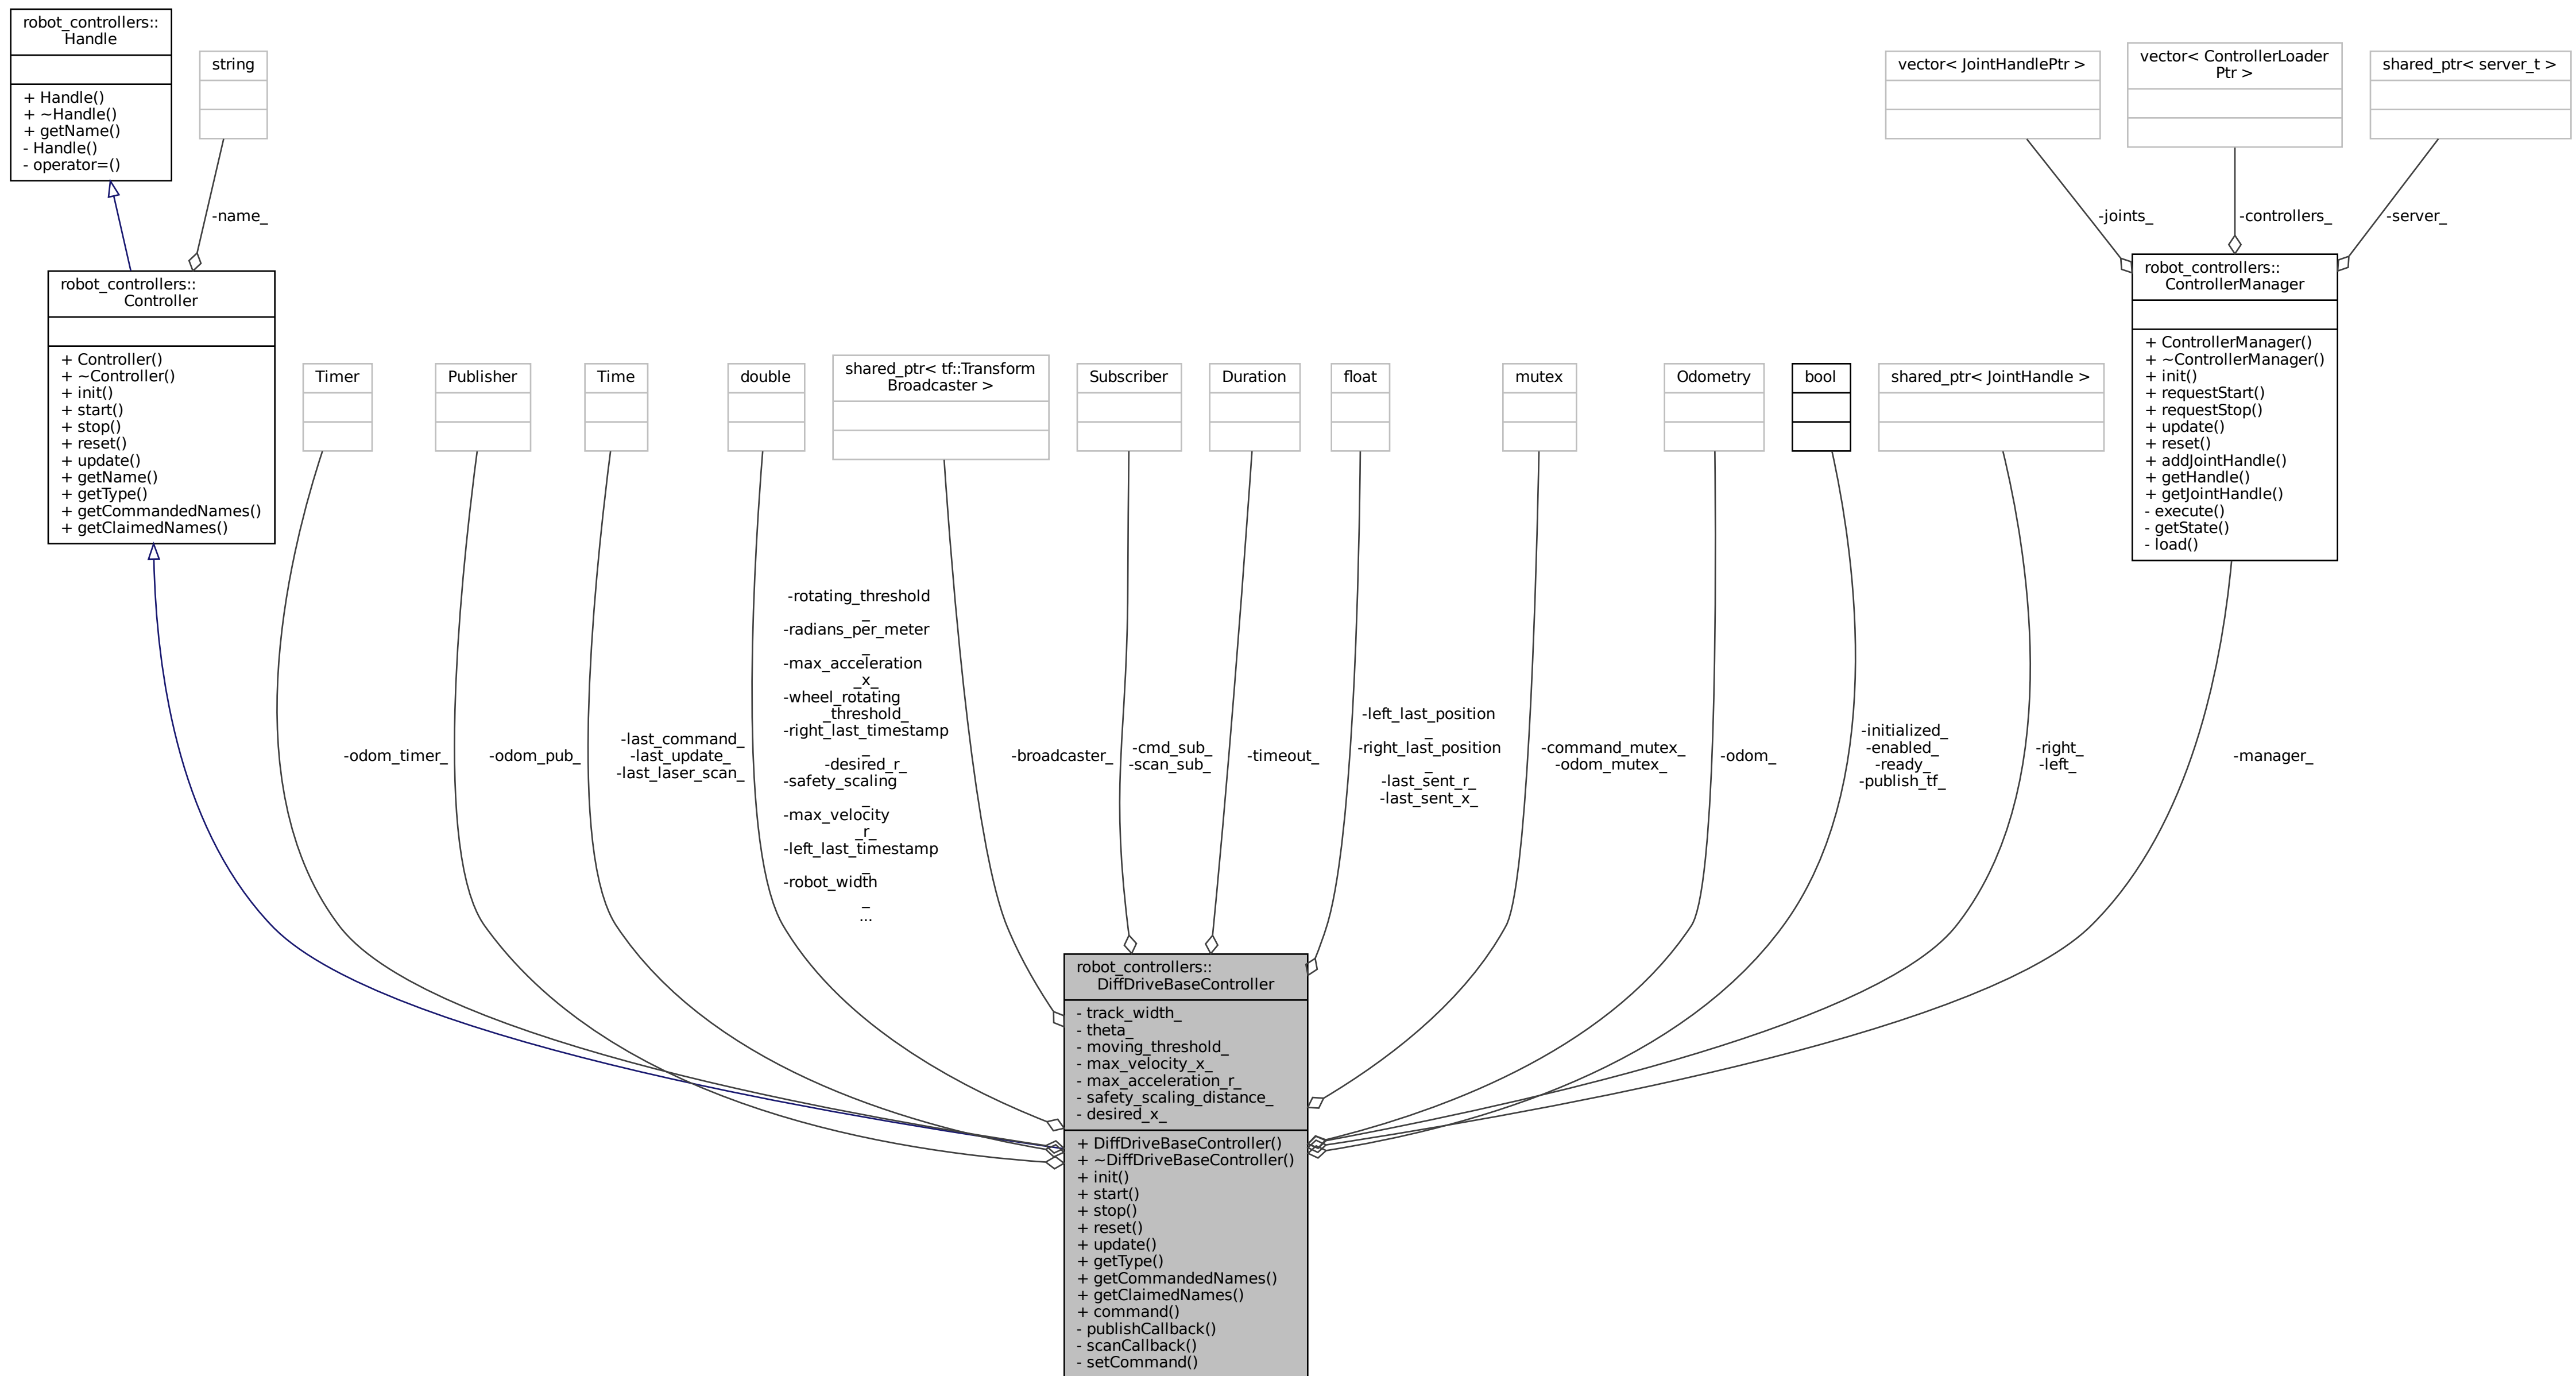 robot_controllers::
Handle
+ Handle()
+ ~Handle()
+ getName()
- Handle()
- operator=()
string
vector< JointHandlePtr >
vector< ControllerLoader
Ptr >
shared_ptr< server_t >
-name_
-joints_
-controllers_
-server_
robot_controllers::
Controller
+ Controller()
+ ~Controller()
+ init()
+ start()
+ stop()
+ reset()
+ update()
+ getName()
+ getType()
+ getCommandedNames()
+ getClaimedNames()
Timer
Publisher
Time
double
shared_ptr< tf::Transform
Broadcaster >
Subscriber
Duration
float
mutex
Odometry
bool
shared_ptr< JointHandle >
robot_controllers::
ControllerManager
+ ControllerManager()
+ ~ControllerManager()
+ init()
+ requestStart()
+ requestStop()
+ update()
+ reset()
+ addJointHandle()
+ getHandle()
+ getJointHandle()
- execute()
- getState()
- load()
-odom_timer_
-odom_pub_
-last_command_
-last_update_
-last_laser_scan_
-rotating_threshold
_
-radians_per_meter
_
-max_acceleration
_x_
-wheel_rotating
_threshold_
-right_last_timestamp
_
-desired_r_
-safety_scaling
_
-max_velocity
_r_
-left_last_timestamp
_
-robot_width
_
...
-broadcaster_
-cmd_sub_
-scan_sub_
-timeout_
-left_last_position
_
-right_last_position
_
-last_sent_r_
-last_sent_x_
-command_mutex_
-odom_mutex_
-odom_
-initialized_
-enabled_
-ready_
-publish_tf_
-right_
-left_
-manager_
robot_controllers::
DiffDriveBaseController
- track_width_
- theta_
- moving_threshold_
- max_velocity_x_
- max_acceleration_r_
- safety_scaling_distance_
- desired_x_
+ DiffDriveBaseController()
+ ~DiffDriveBaseController()
+ init()
+ start()
+ stop()
+ reset()
+ update()
+ getType()
+ getCommandedNames()
+ getClaimedNames()
+ command()
- publishCallback()
- scanCallback()
- setCommand()